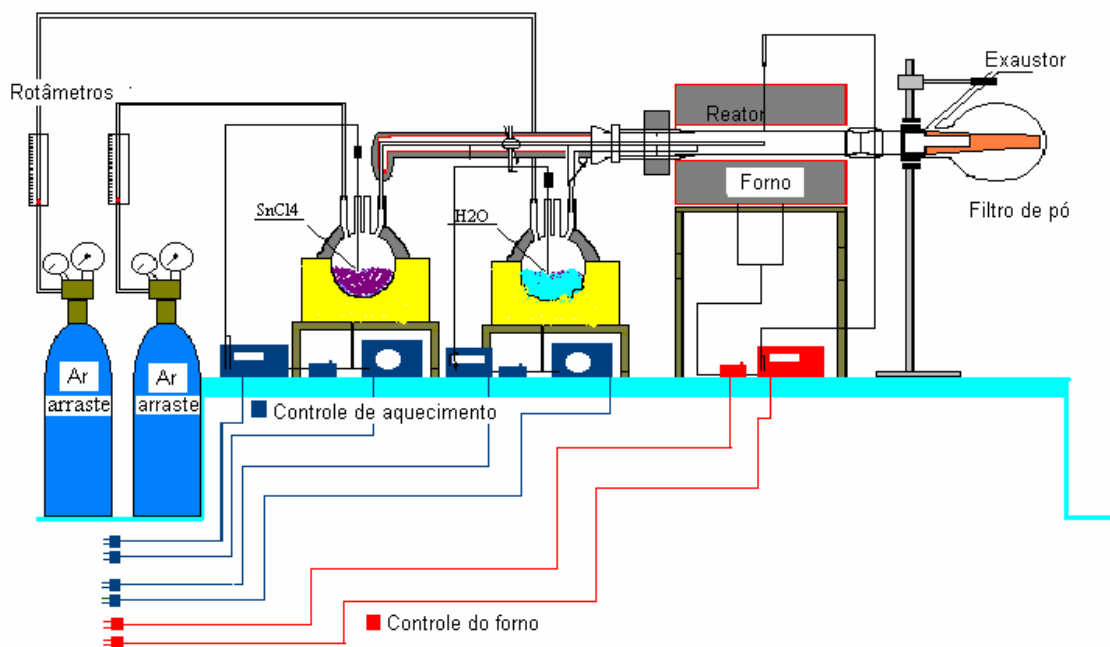 Rotâmetros
Exaustor
Reator
Forno
Filtro de pó
SnCl4
H2O
Ar
arraste
Ar
arraste
Controle de aquecimento
Controle do forno